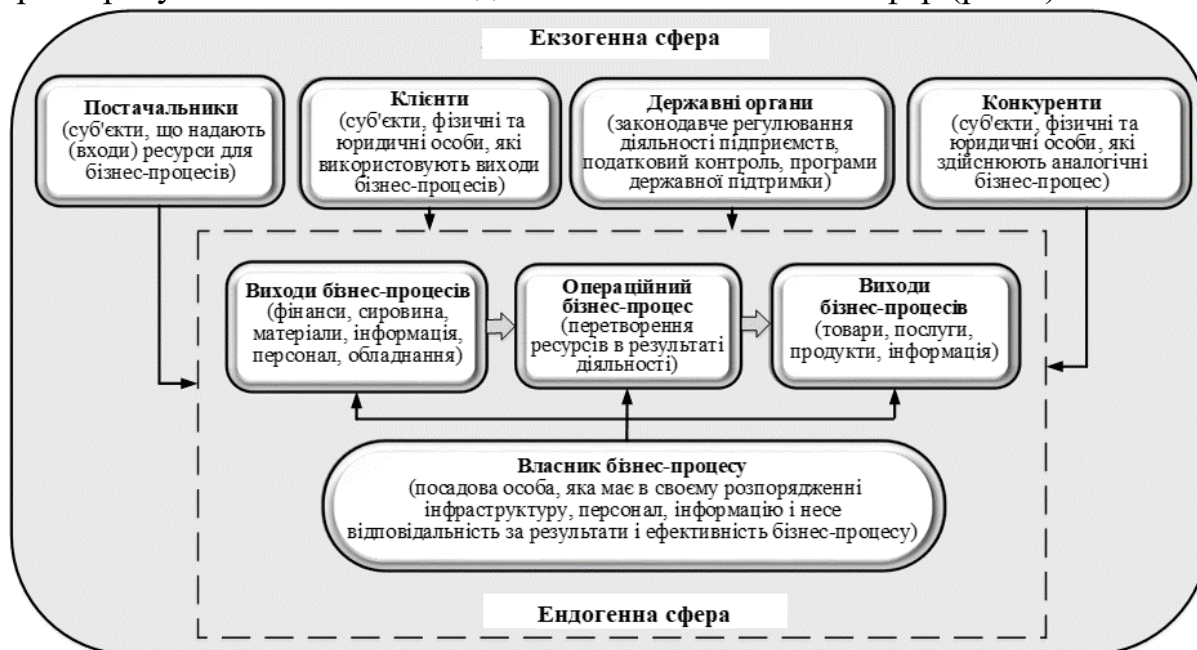 Екзогенна сфера
Постачальники
(суб'єкти, що надають
(входи) ресурси для
бізнес-процесів)
Клієнти
(суб'єкти, фізичні та
юридичні особи, які
використовують виходи
бізнес-процесів)
Державні органи
(законодавче регулювання
діяльності підприємств,
податковий контроль, програми
державної підтримки)
Конкуренти
(суб'єкти, фізичні та
юридичні особи, які
здійснюють аналогічні
бізнес-процес)
Виходи бізнес-процесів
(фінанси, сировина,
матеріали, інформація,
персонал, обладнання)
Операційний
бізнес-процес
(перетворення
ресурсів в результаті
діяльності)
Виходи
бізнес-процесів
(товари, послуги,
продукти, інформація)
Власник бізнес-процесу
(посадова особа, яка має в своєму розпорядженні
інфраструктуру, персонал, інформацію і несе
відповідальність за результати і ефективність бізнес-процесу)
Ендогенна сфера